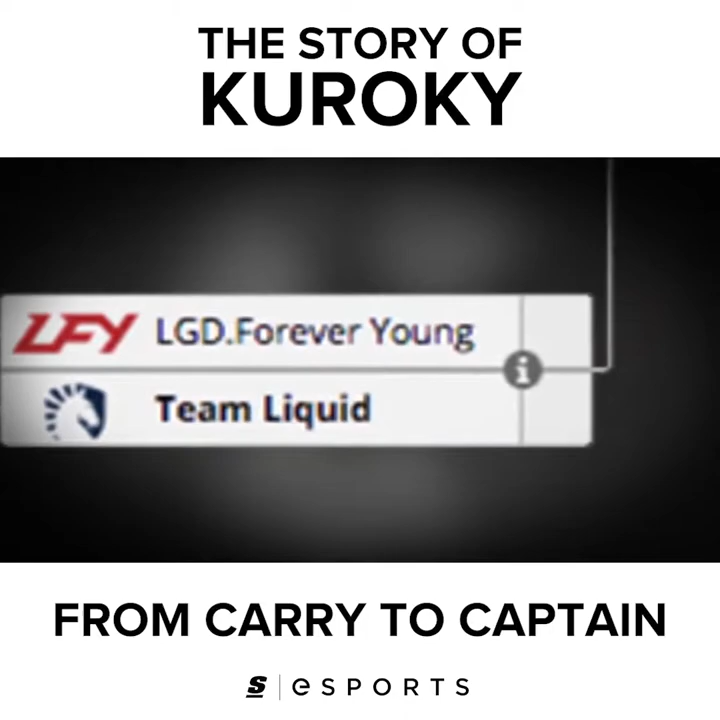 THE STORY OF
KUROKY
LFY LGD.Forever Young
i
Team Liquid
FROM CARRY TO CAPTAIN
S | eSPORTS